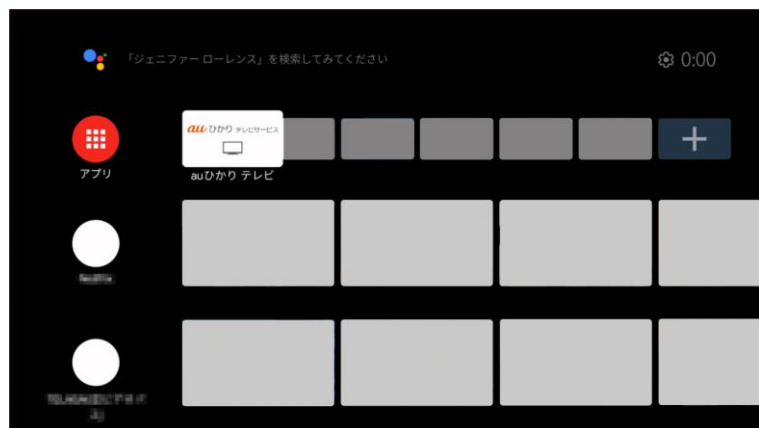 「ジェニファー ローレンス」を検索してみてください
0:00
au ひかり テレビサービス
アプリ
auひかり テレビ